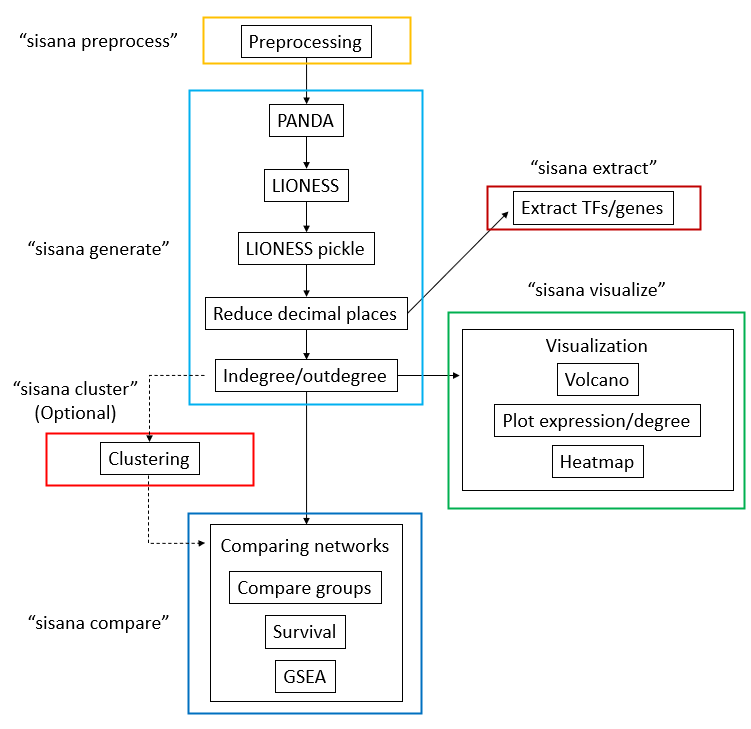 “sisana preprocess”
Preprocessing
PANDA
LIONESS
“sisana extract”
Extract TFs/genes
“sisana generate”
LIONESS pickle
“sisana visualize”
Reduce decimal places
Visualization
Indegree/outdegree
Volcano
“sisana cluster”
(Optional)
Plot expression/degree
Clustering
Heatmap
Comparing networks
Compare groups
“sisana compare”
Survival
GSEA